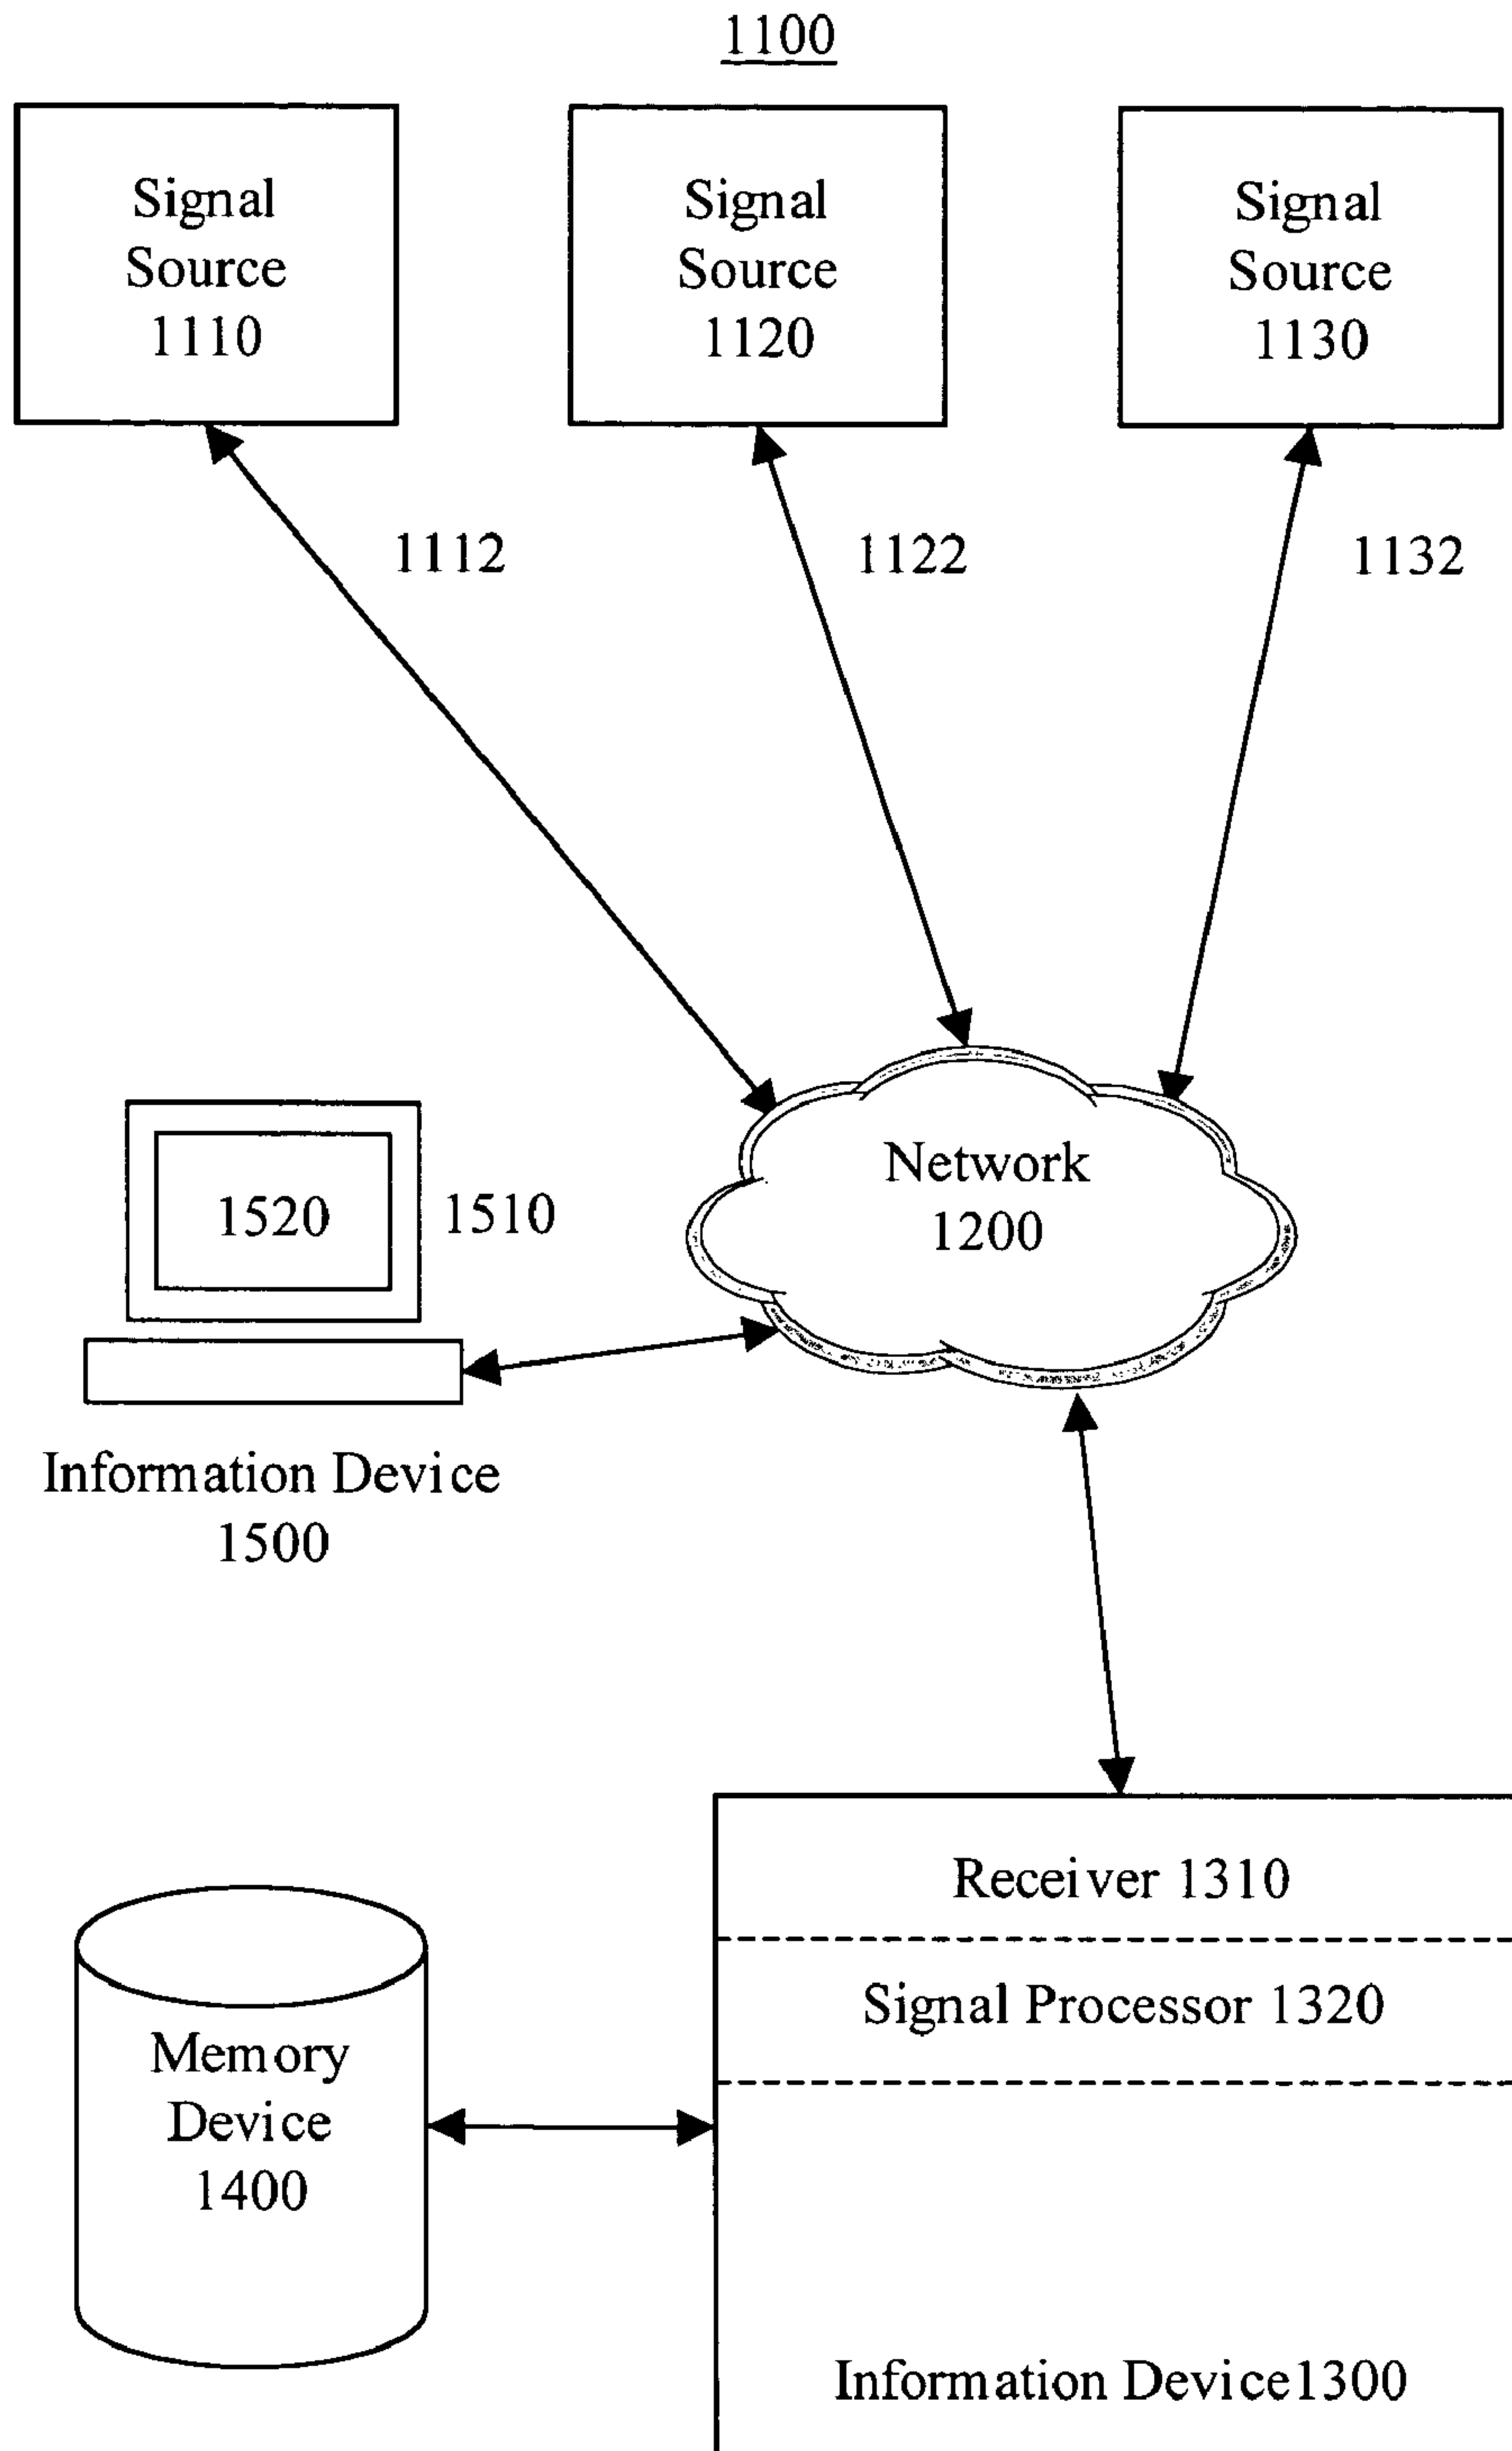 1100
Signal
Source
1110
Signal
Source
1120
Signal
Source
1130
1112
1122
1132
Network
1200
1520
1510
Information Device
1500
Receiver 1310
Signal Processor 1320
Memory
Device
1400
Information Device1300